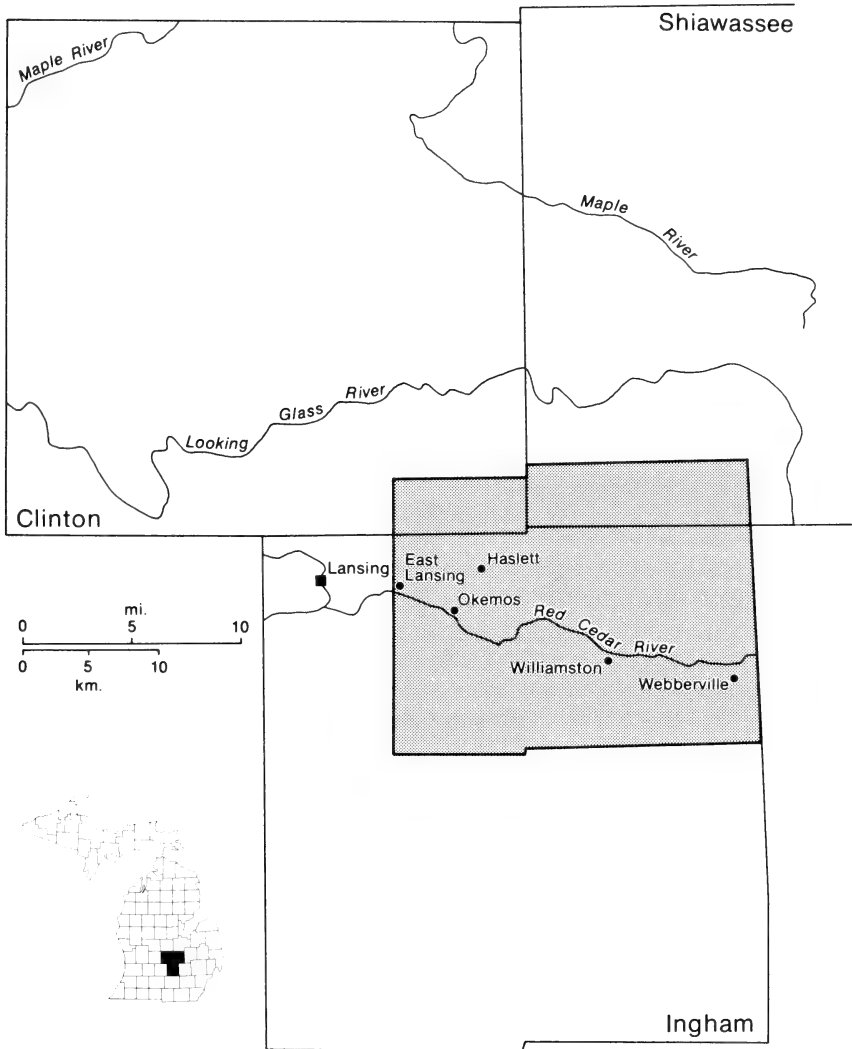 Shiawassee
Maple River
Maple
River
Looking
Glass
River
Clinton
Lansing
East
Lansing
Haslett
Okemos
Red
Cedar
River
Williamston
Webberville
mi.
0 5 10
0 5 10
km.
Ingham